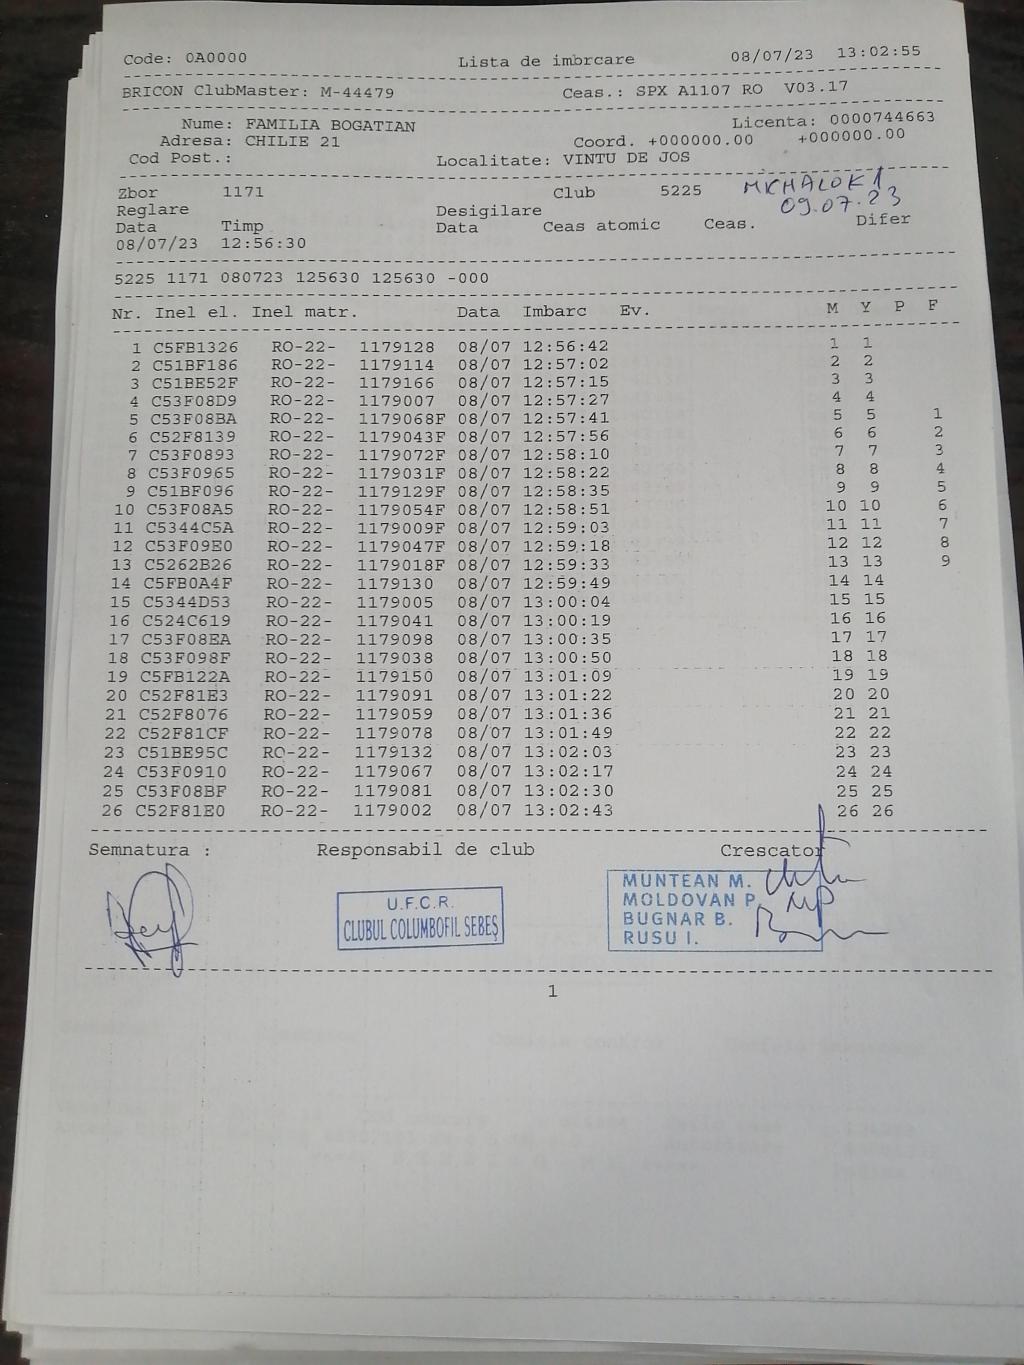 Code: 0A0000 Lista de imbrcare 08/07/23 13:02:55
BRICON ClubMaster: M-44479 Ceas.: SPX A1107 RO V03.17
Nume: FAMILIA BOGATIAN Licenta: 0000744663
Adresa: CHILIE 21 Coord. +000000.00 +000000.00
Cod Post.: Localitate: VINTU DE JOS
Zbor 1171 Club 5225 MICHALOK 1
Reglare Desigilare 09.07.23
Data Timp Data Ceas atomic Ceas. Difer
08/07/23 12:56:30
5225 1171 080723 125630 125630 -000
Nr. Inel el. Inel matr. Data Imbarc Ev. M Y P F
1 C5FB1326 RO-22- 1179128 08/07 12:56:42 1 1
2 C51BF186 RO-22- 1179114 08/07 12:57:02 2 2
3 C51BE52F RO-22- 1179166 08/07 12:57:15 3 3
4 C53F08D9 RO-22- 1179007 08/07 12:57:27 4 4
5 C53F08BA RO-22- 1179068F 08/07 12:57:41 5 5 1
6 C52F8139 RO-22- 1179043F 08/07 12:57:56 6 6 2
7 C53F0893 RO-22- 1179072F 08/07 12:58:10 7 7 3
8 C53F0965 RO-22- 1179031F 08/07 12:58:22 8 8 4
9 C51BF096 RO-22- 1179129F 08/07 12:58:35 9 9 5
10 C53F08A5 RO-22- 1179054F 08/07 12:58:51 10 10 6
11 C5344C5A RO-22- 1179009F 08/07 12:59:03 11 11 7
12 C53F09E0 RO-22- 1179047F 08/07 12:59:18 12 12 8
13 C5262B26 RO-22- 1179018F 08/07 12:59:33 13 13 9
14 C5FB0A4F RO-22- 1179130 08/07 12:59:49 14 14
15 C5344D53 RO-22- 1179005 08/07 13:00:04 15 15
16 C524C619 RO-22- 1179041 08/07 13:00:19 16 16
17 C53F08EA RO-22- 1179098 08/07 13:00:35 17 17
18 C53F098F RO-22- 1179038 08/07 13:00:50 18 18
19 C5FB122A RO-22- 1179150 08/07 13:01:09 19 19
20 C52F81E3 RO-22- 1179091 08/07 13:01:22 20 20
21 C52F8076 RO-22- 1179059 08/07 13:01:36 21 21
22 C52F81CF RO-22- 1179078 08/07 13:01:49 22 22
23 C51BE95C RO-22- 1179132 08/07 13:02:03 23 23
24 C53F0910 RO-22- 1179067 08/07 13:02:17 24 24
25 C53F08BF RO-22- 1179081 08/07 13:02:30 25 25
26 C52F81E0 RO-22- 1179002 08/07 13:02:43 26 26
Semnatura : Responsabil de club Crescator
U.F.C.R.
CLUBUL COLUMBOFIL SEBEȘ
MUNTEAN M.
MOLDOVAN P.
BUGNAR B.
RUSU I.
1